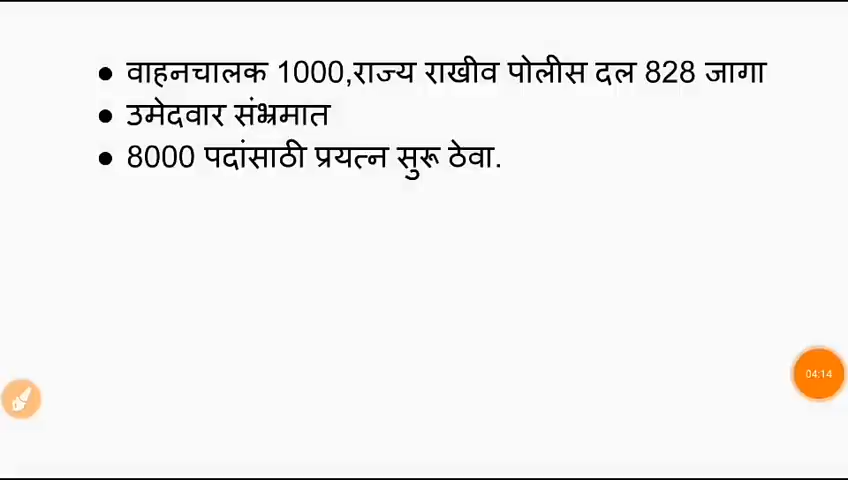 ● वाहनचालक 1000,राज्य राखीव पोलीस दल 828 जागा
● उमेदवार संभ्रमात
● 8000 पदांसाठी प्रयत्न सुरू ठेवा.
04:14